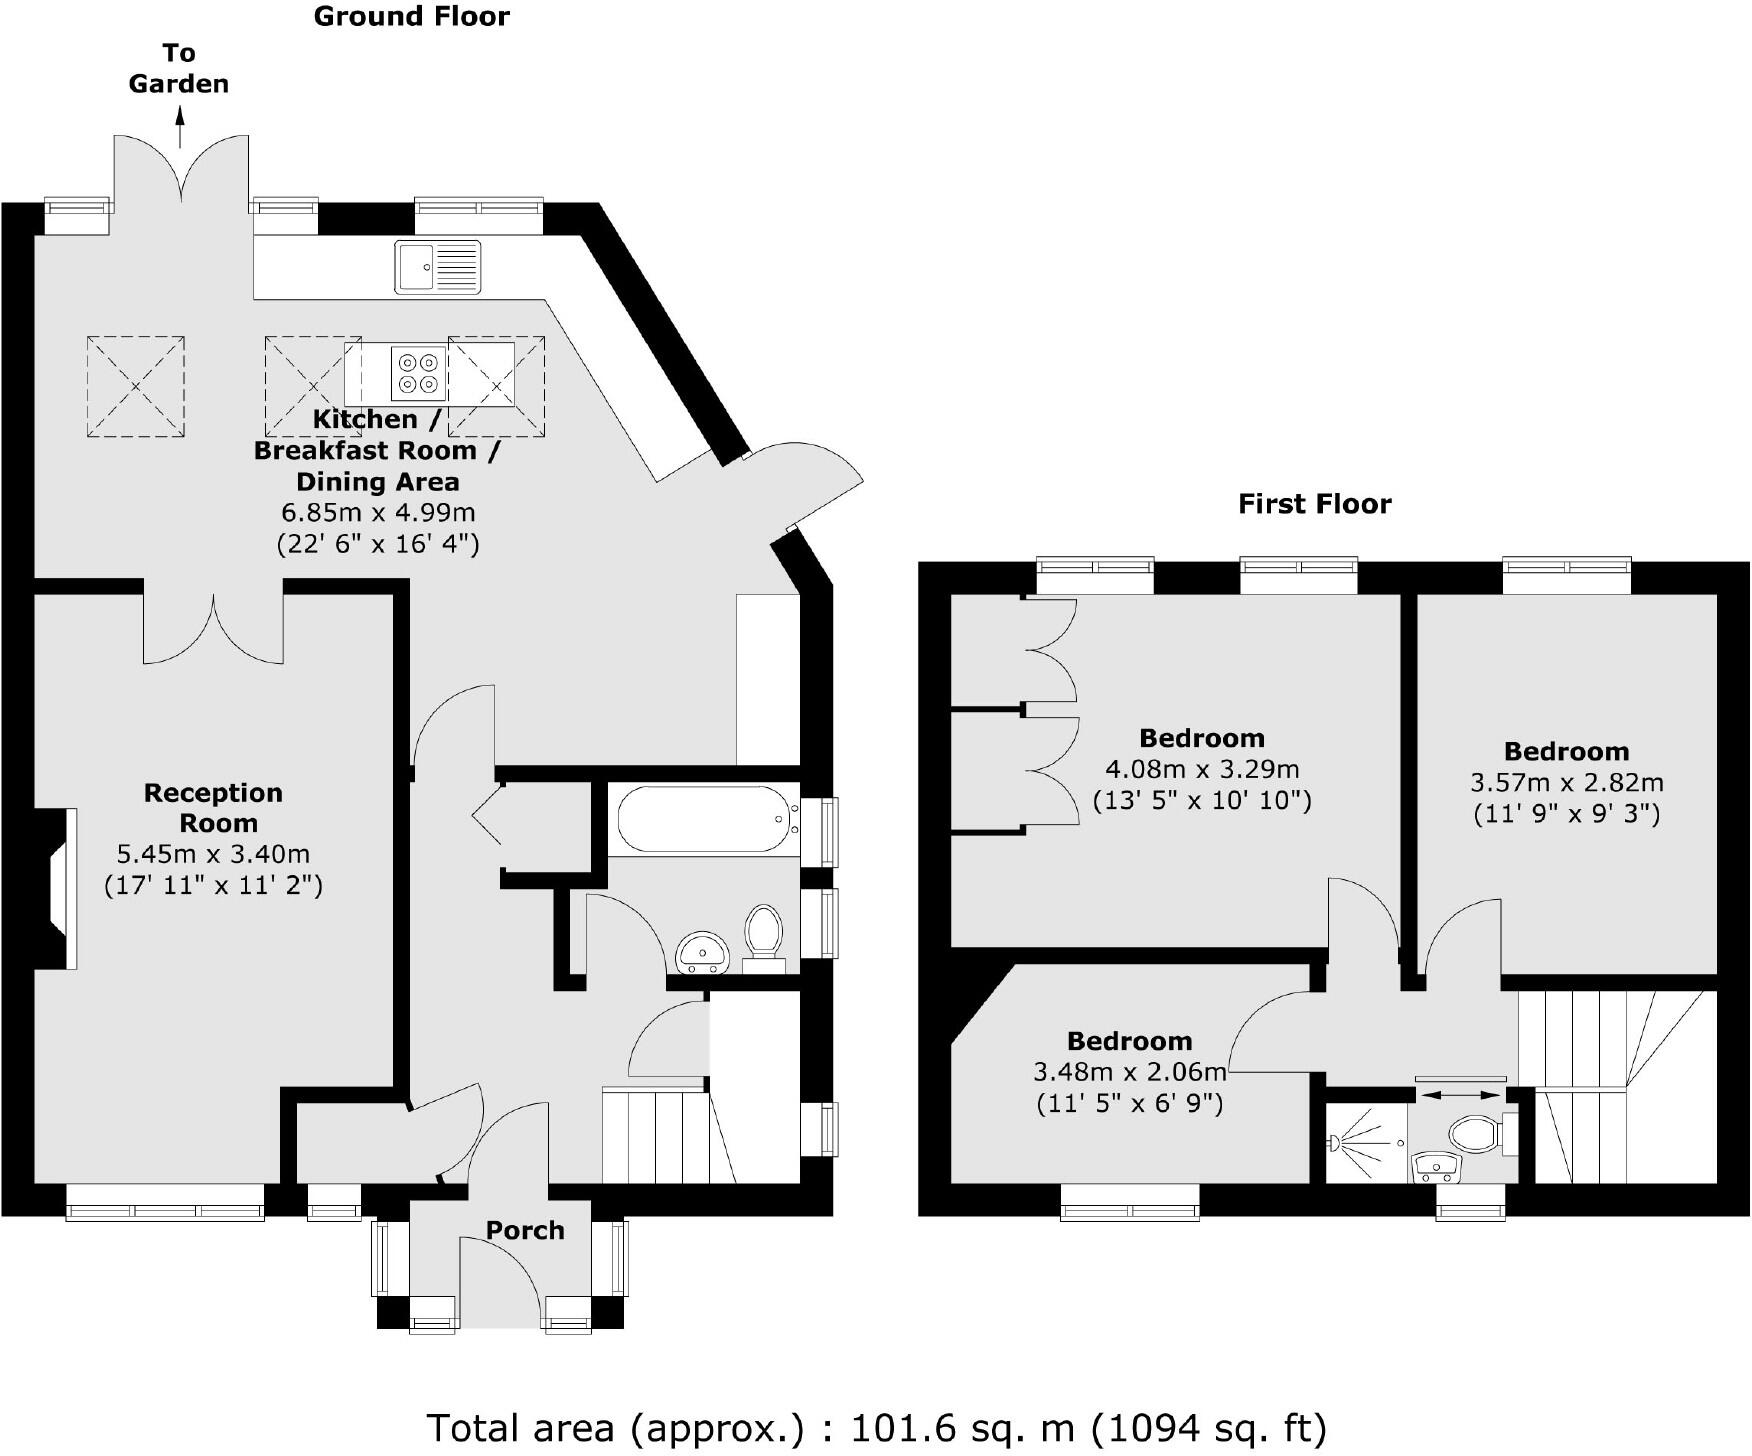 Ground Floor
To
Garden
Kitchen /
Breakfast Room /
Dining Area
6.85m x 4.99m
(22' 6" x 16' 4")
Reception
Room
5.45m x 3.40m
(17' 11" x 11' 2")
Porch
First Floor
Bedroom
4.08m x 3.29m
(13' 5" x 10' 10")
Bedroom
3.57m x 2.82m
(11' 9" x 9' 3")
Bedroom
3.48m x 2.06m
(11' 5" x 6' 9")
Total area (approx.) : 101.6 sq. m (1094 sq. ft)